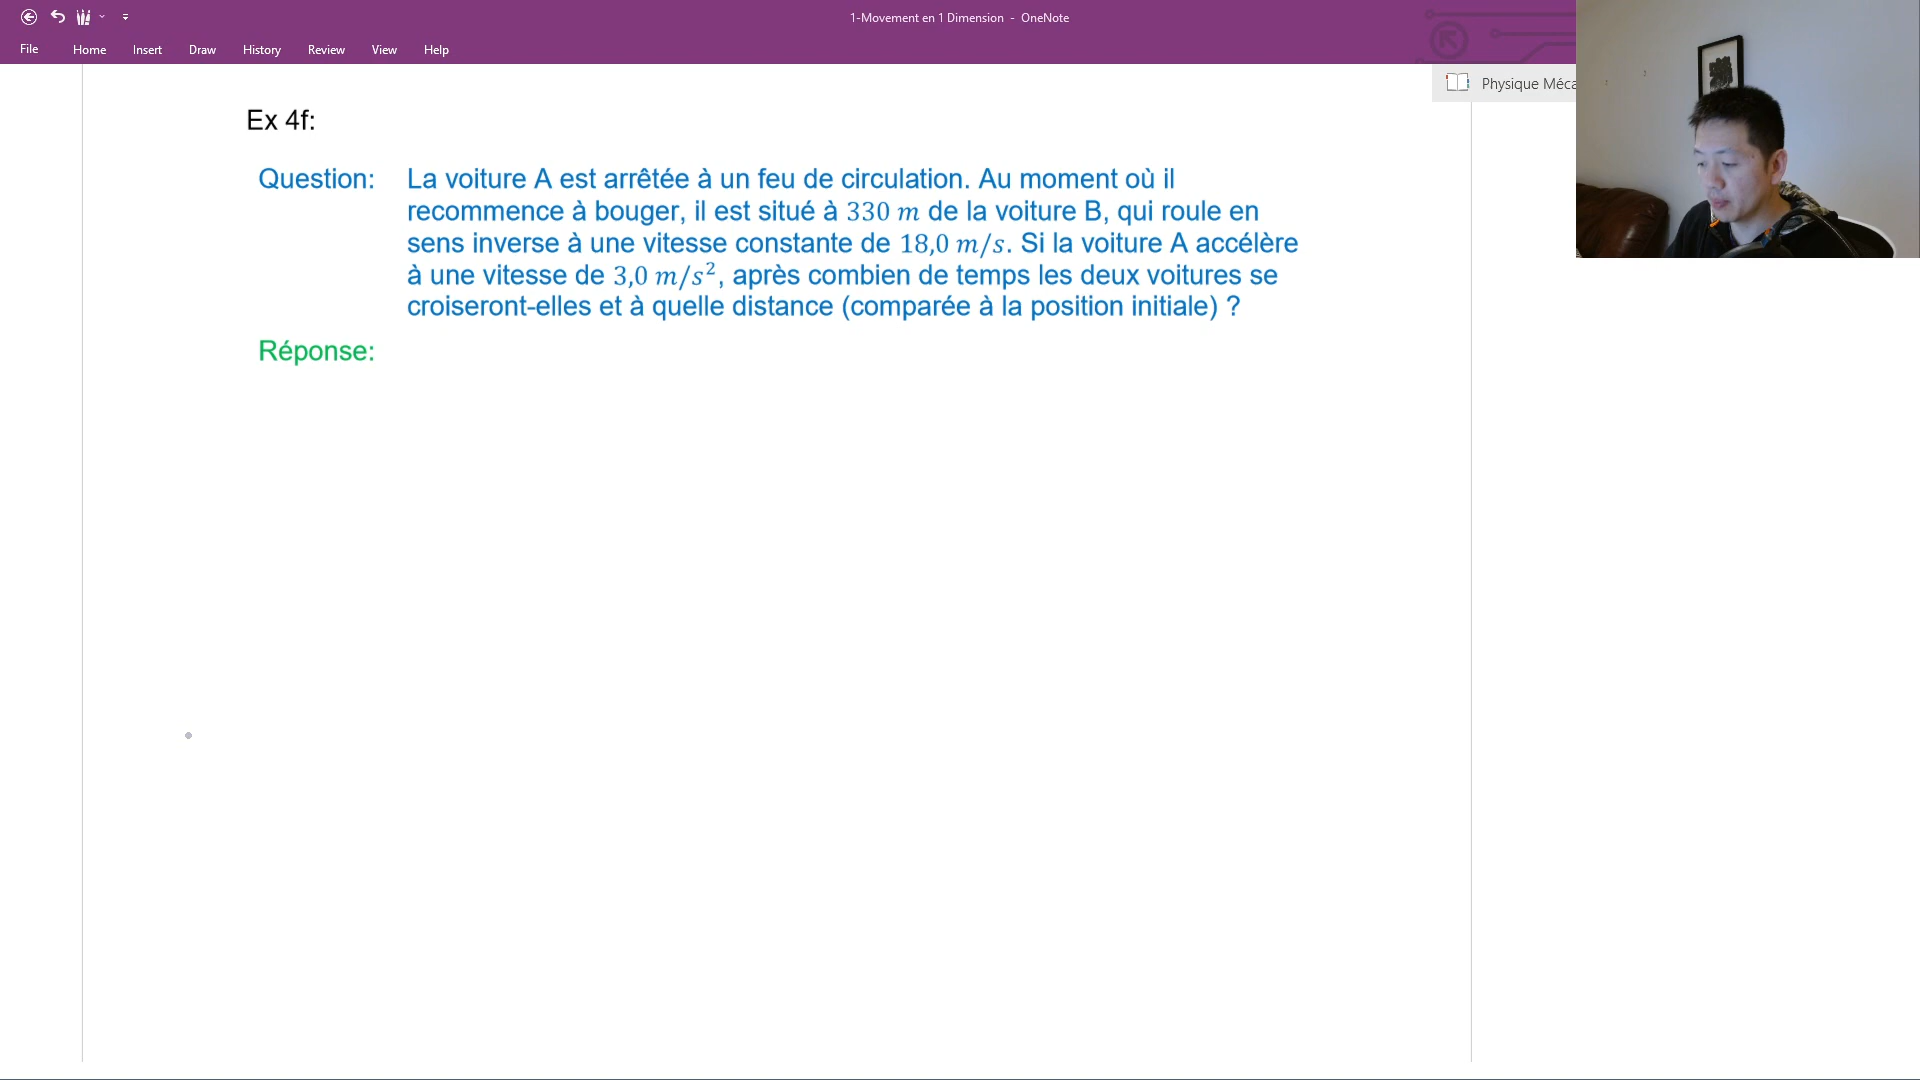 1-Movement en 1 Dimension - OneNote
File Home Insert Draw History Review View Help
Physique Méca
Ex 4f:
Question: La voiture A est arrêtée à un feu de circulation. Au moment où il
recommence à bouger, il est situé à 330 m de la voiture B, qui roule en
sens inverse à une vitesse constante de 18,0 m/s. Si la voiture A accélère
à une vitesse de 3,0 m/s², après combien de temps les deux voitures se
croiseront-elles et à quelle distance (comparée à la position initiale) ?
Réponse: